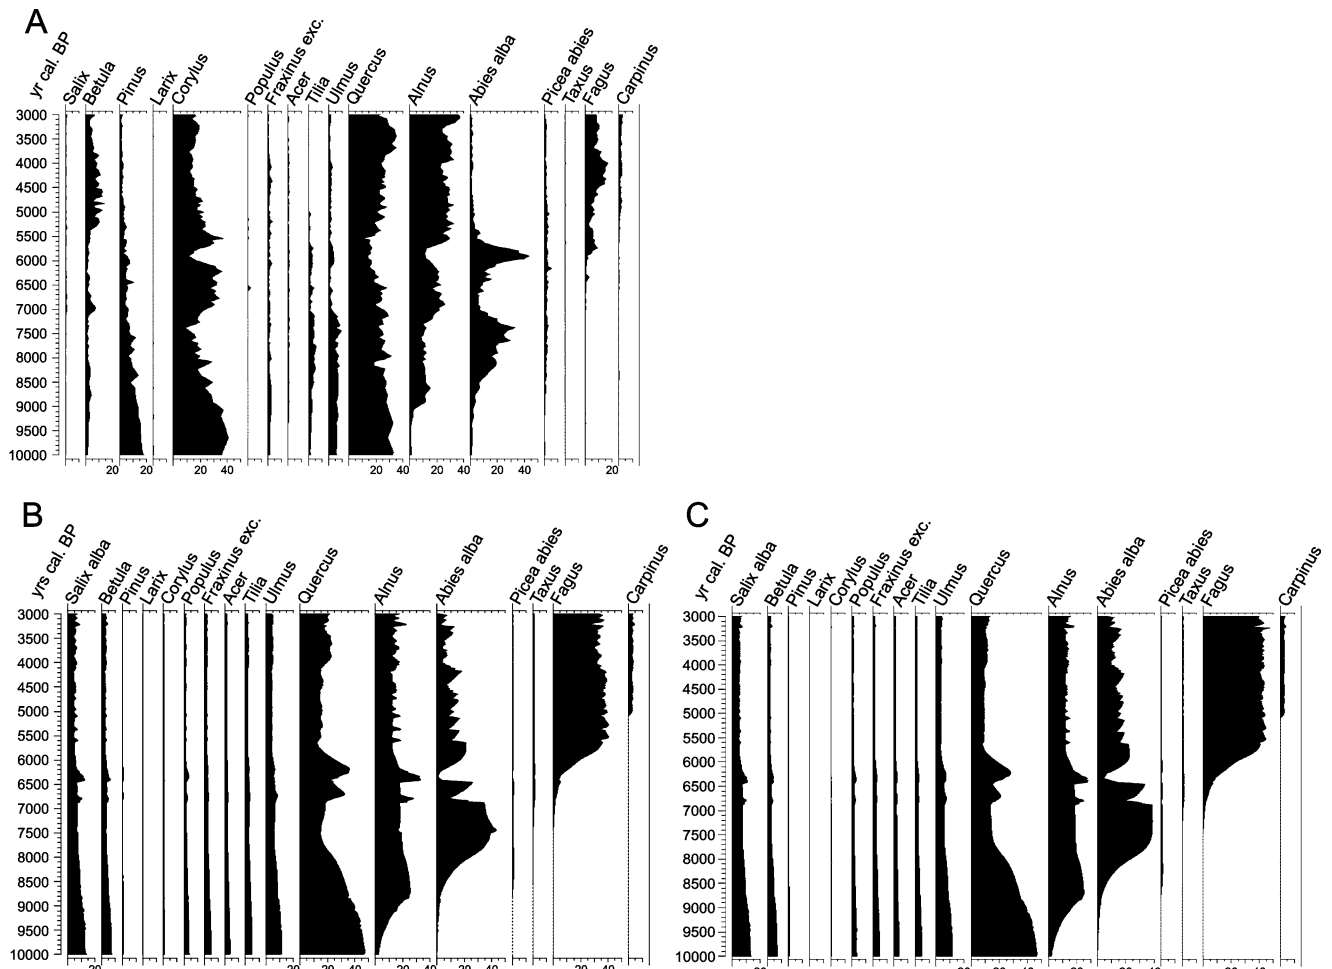 A
yr cal. BP
Salix
Betula
Pinus
Larix
Corylus
Populus
Fraxinus exc.
Acer
Tilia
Ulmus
Quercus
Alnus
Abies alba
Picea abies
Taxus
Fagus
Carpinus
3000
3500
4000
4500
5000
5500
6000
6500
7000
7500
8000
8500
9000
9500
10000
20 20 20 40 20 40 20 40 20 40 20
B
yrs cal. BP
Salix alba
Betula
Pinus
Larix
Corylus
Populus
Fraxinus exc.
Acer
Tilia
Ulmus
Quercus
Alnus
Abies alba
Picea abies
Taxus
Fagus
Carpinus
3000
3500
4000
4500
5000
5500
6000
6500
7000
7500
8000
8500
9000
9500
10000
C
yr cal. BP
Salix alba
Betula
Pinus
Larix
Corylus
Populus
Fraxinus exc.
Acer
Tilia
Ulmus
Quercus
Alnus
Abies alba
Picea abies
Taxus
Fagus
Carpinus
3000
3500
4000
4500
5000
5500
6000
6500
7000
7500
8000
8500
9000
9500
10000